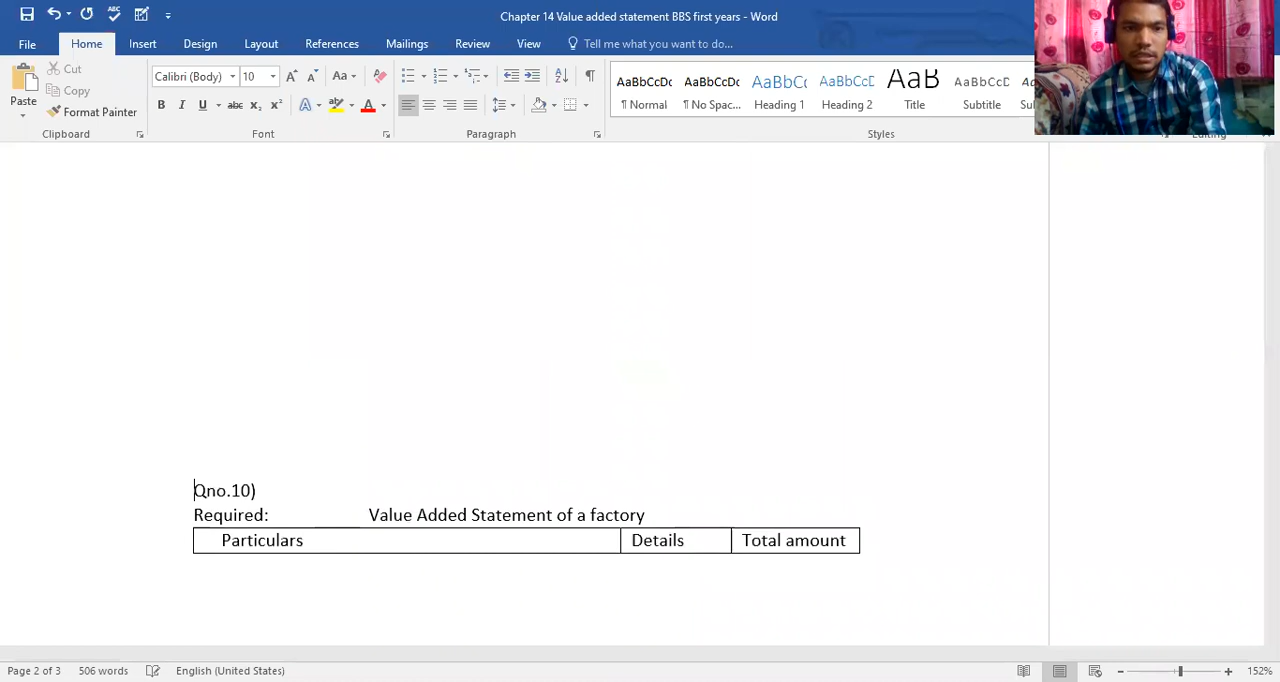 Chapter 14 Value added statement BBS first years - Word
File Home Insert Design Layout References Mailings Review View Tell me what you want to do...
Paste
Cut
Copy
Format Painter
Clipboard
Calibri (Body) 10
Font
Paragraph
AaBbCcDc AaBbCcDc AaBbCc AaBbCcD AaB AaBbCcD
¶ Normal ¶ No Spac... Heading 1 Heading 2 Title Subtitle
Styles
Qno.10)
Required: Value Added Statement of a factory
Particulars Details Total amount
Page 2 of 3 506 words English (United States) 152%